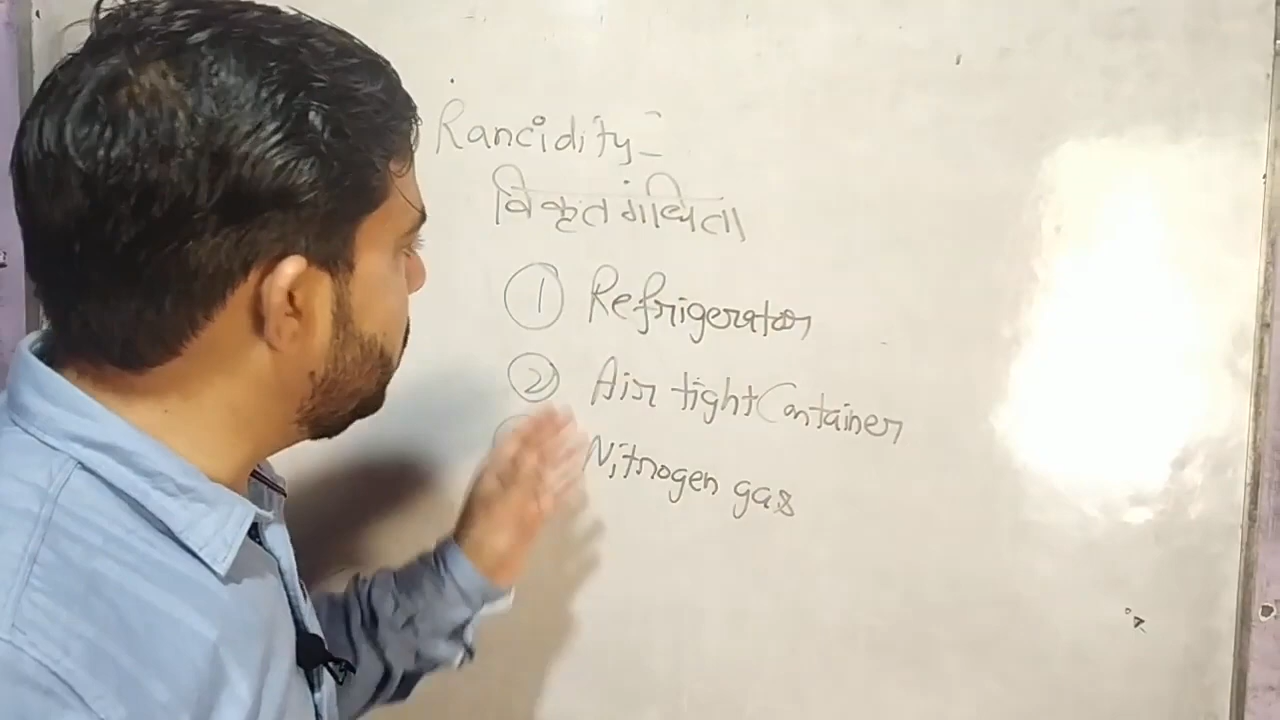 Rancidity:-
विकृतगंधिता
① Refrigerator
② Air tight Container
Nitrogen gas